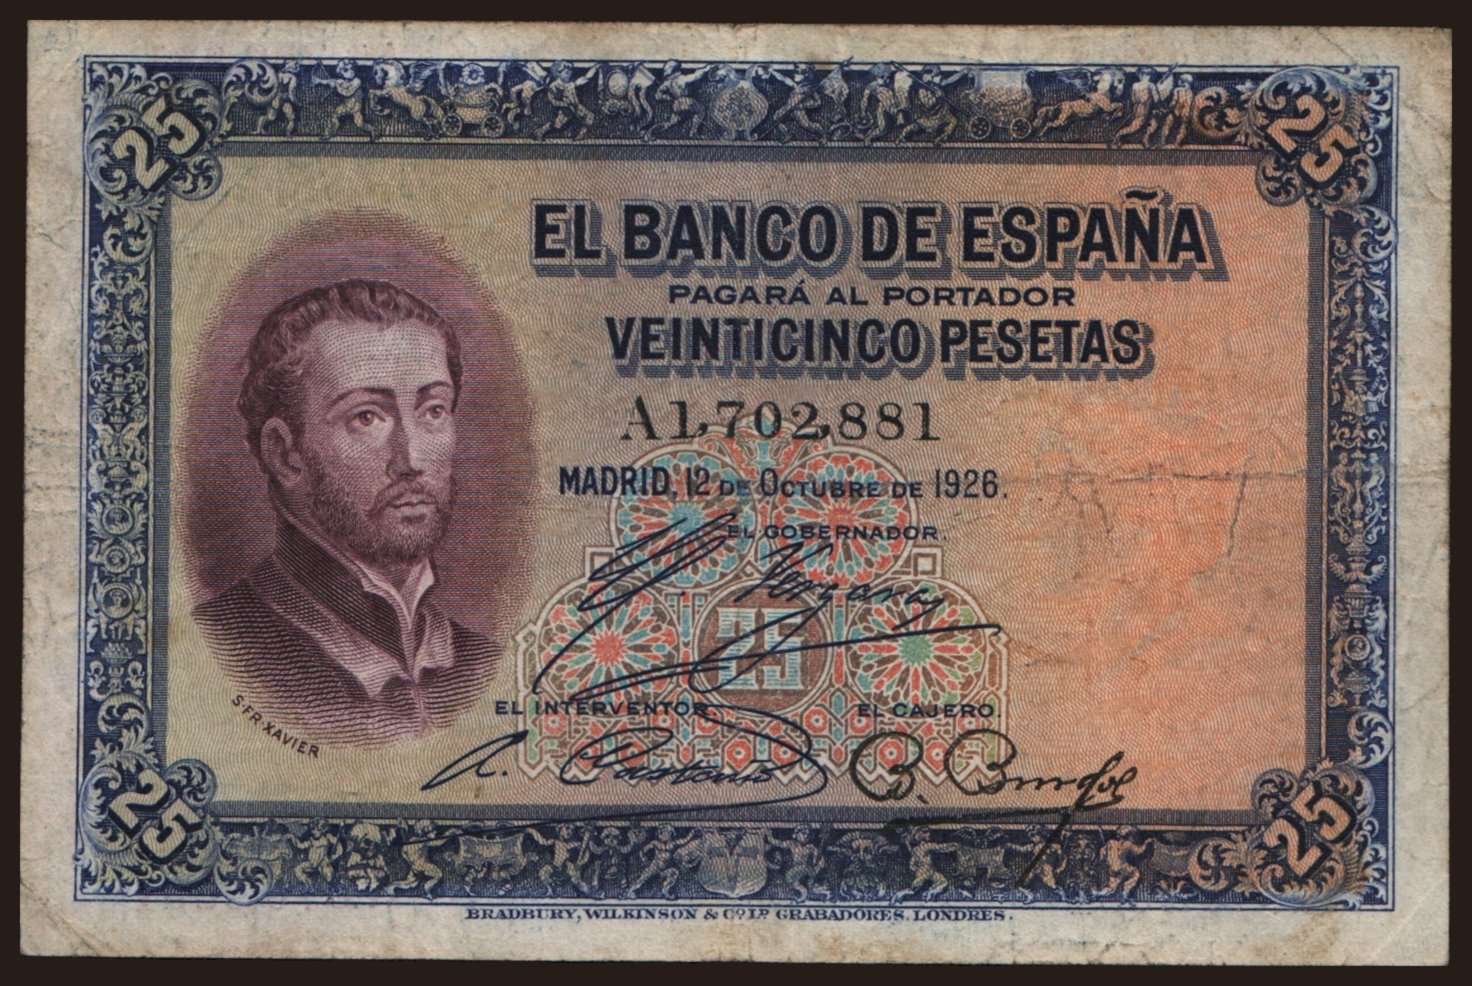 25 25
EL BANCO DE ESPAÑA
PAGARÁ AL PORTADOR
VEINTICINCO PESETAS
A1,702,881
MADRID, 12 DE OCTUBRE DE 1926.
EL GOBERNADOR.
25
EL INTERVENTOR. EL CAJERO.
S. FR. XAVIER
25 25
BRADBURY, WILKINSON & Cº Lᴰ. GRABADORES. LONDRES.